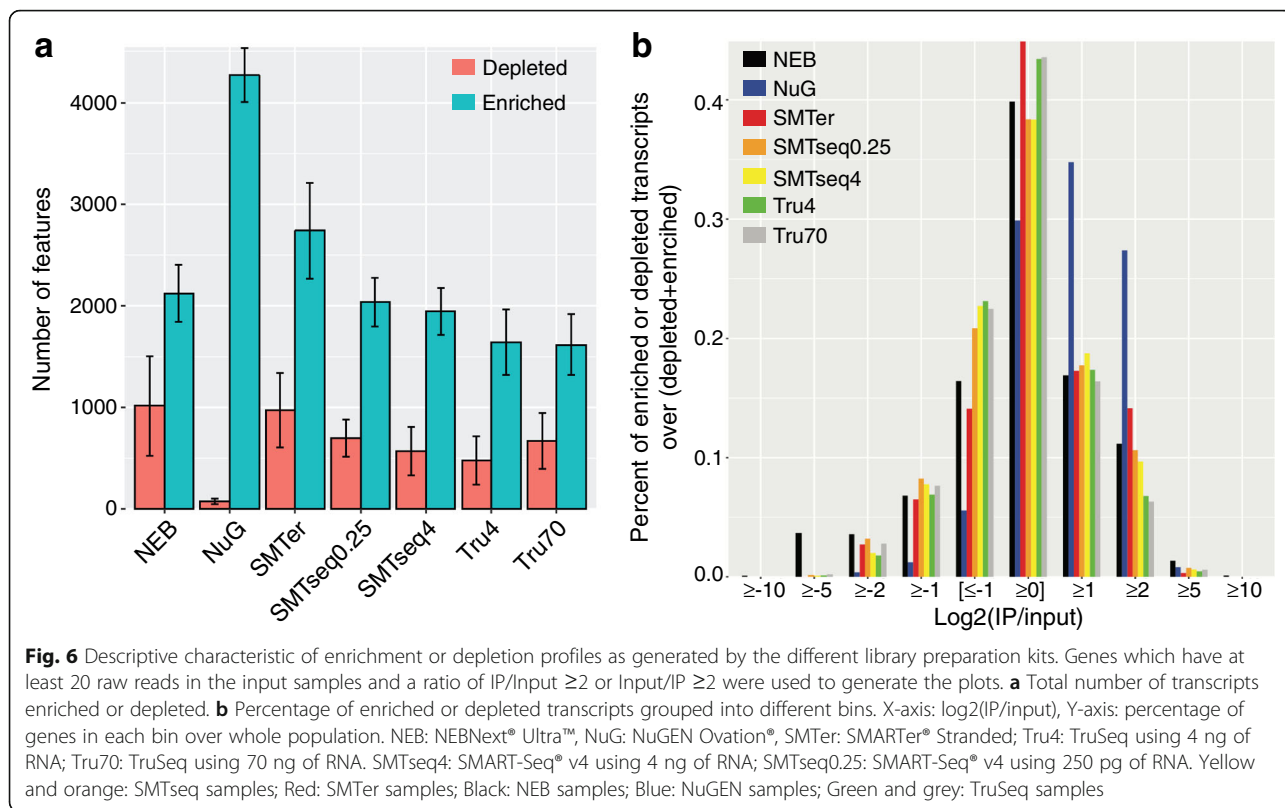 a
Depleted
Enriched
Number of features
4000
3000
2000
1000
0
NEB
NuG
SMTer
SMTseq0.25
SMTseq4
Tru4
Tru70
b
NEB
NuG
SMTer
SMTseq0.25
SMTseq4
Tru4
Tru70
Percent of enriched or depleted transcripts
over (depleted+enrcihed)
0.4
0.3
0.2
0.1
0.0
≥-10 ≥-5 ≥-2 ≥-1 [≤-1 ≥0] ≥1 ≥2 ≥5 ≥10
Log2(IP/input)
Fig. 6 Descriptive characteristic of enrichment or depletion profiles as generated by the different library preparation kits. Genes which have at
least 20 raw reads in the input samples and a ratio of IP/Input ≥2 or Input/IP ≥2 were used to generate the plots. a Total number of transcripts
enriched or depleted. b Percentage of enriched or depleted transcripts grouped into different bins. X-axis: log2(IP/input), Y-axis: percentage of
genes in each bin over whole population. NEB: NEBNext® Ultra™, NuG: NuGEN Ovation®, SMTer: SMARTer® Stranded; Tru4: TruSeq using 4 ng of
RNA; Tru70: TruSeq using 70 ng of RNA. SMTseq4: SMART-Seq® v4 using 4 ng of RNA; SMTseq0.25: SMART-Seq® v4 using 250 pg of RNA. Yellow
and orange: SMTseq samples; Red: SMTer samples; Black: NEB samples; Blue: NuGEN samples; Green and grey: TruSeq samples